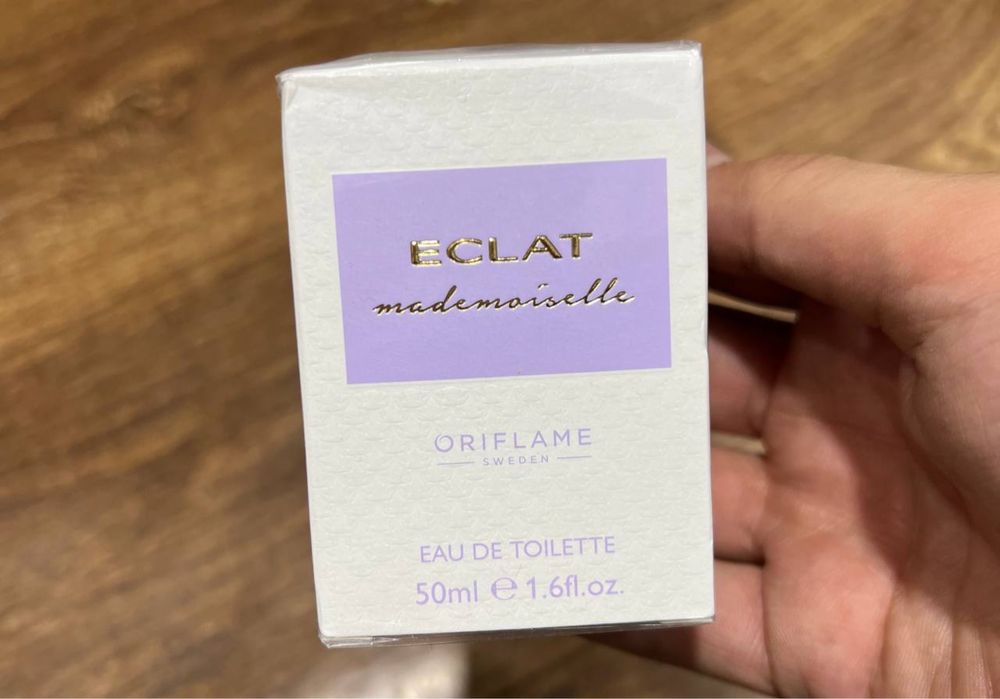 ECLAT
mademoiselle
ORIFLAME
SWEDEN
EAU DE TOILETTE
50ml ℮ 1.6fl.oz.